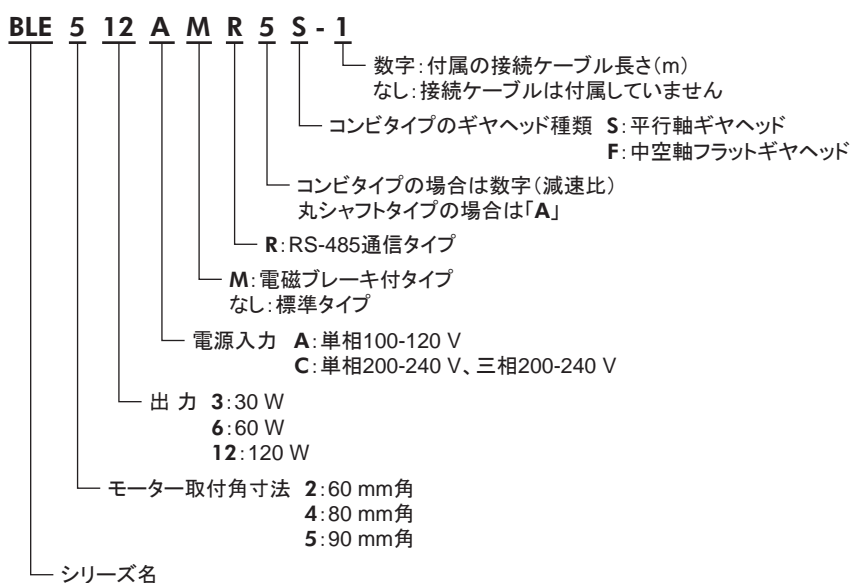 BLE 5 12 A M R 5 S - 1
数字：付属の接続ケーブル長さ（m）
なし：接続ケーブルは付属していません
コンビタイプのギヤヘッド種類 S：平行軸ギヤヘッド
F：中空軸フラットギヤヘッド
コンビタイプの場合は数字（減速比）
丸シャフトタイプの場合は「A」
R：RS-485通信タイプ
M：電磁ブレーキ付タイプ
なし：標準タイプ
電源入力 A：単相100-120 V
C：単相200-240 V、三相200-240 V
出 力 3：30 W
6：60 W
12：120 W
モーター取付角寸法 2：60 mm角
4：80 mm角
5：90 mm角
シリーズ名